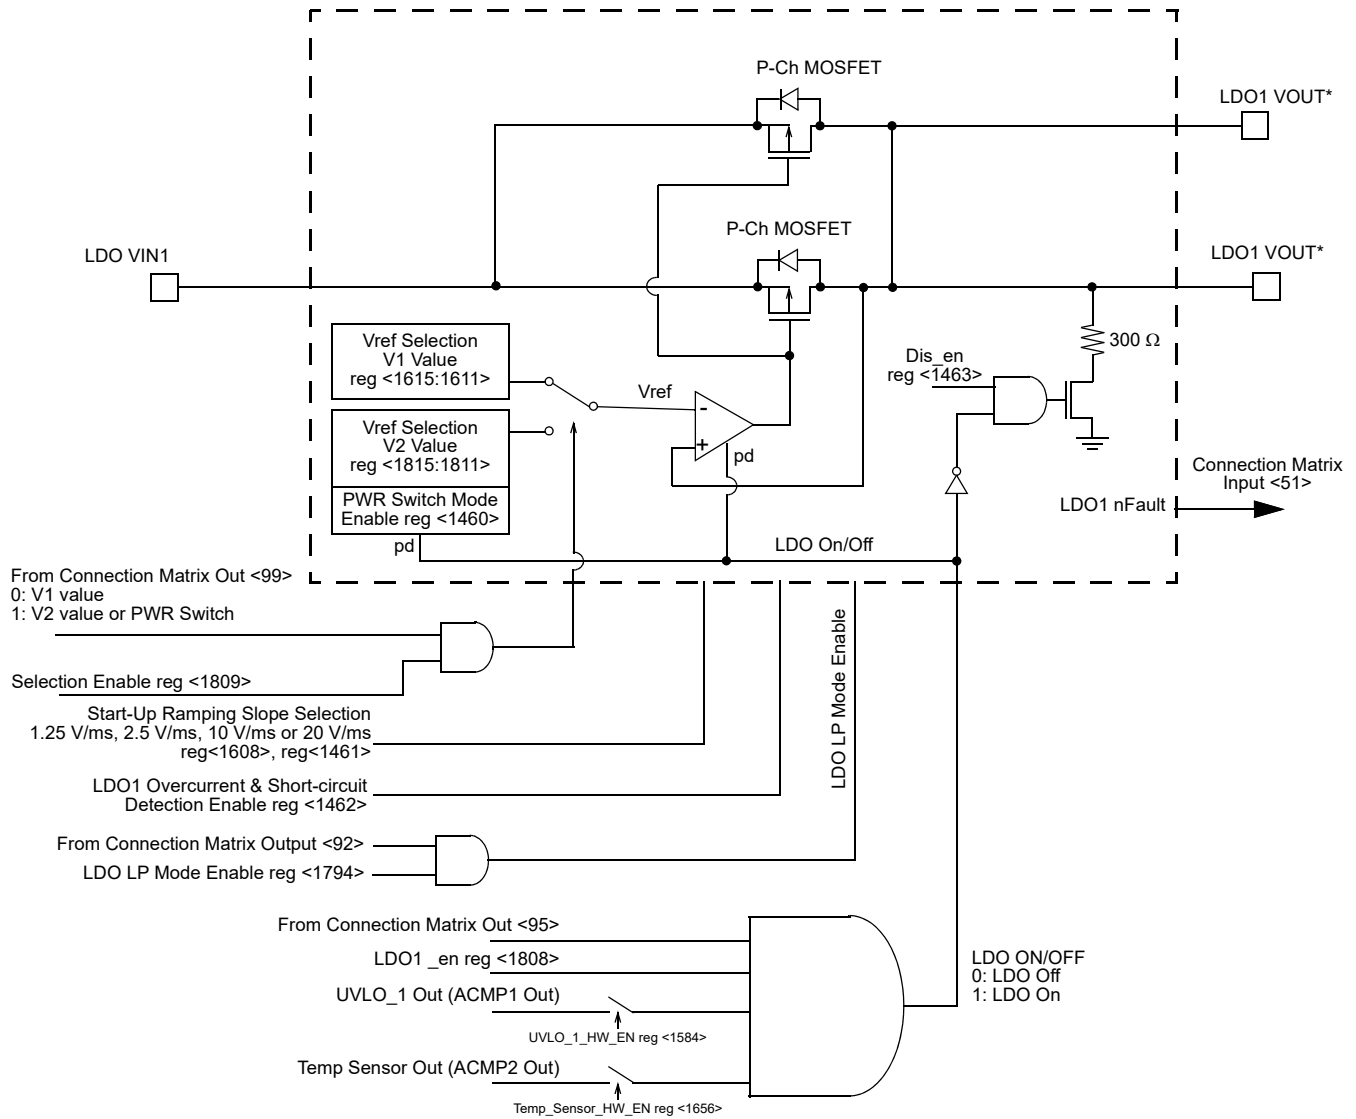 P-Ch MOSFET
LDO1 VOUT*
P-Ch MOSFET
LDO VIN1
LDO1 VOUT*
Vref Selection
V1 Value
reg <1615:1611>
300 Ω
Dis_en
reg <1463>
Vref
-
Vref Selection
V2 Value
reg <1815:1811>
+
pd
PWR Switch Mode
Enable reg <1460>
Connection Matrix
Input <51>
LDO1 nFault
pd
LDO On/Off
From Connection Matrix Out <99>
0: V1 value
1: V2 value or PWR Switch
Selection Enable reg <1809>
LDO LP Mode Enable
Start-Up Ramping Slope Selection
1.25 V/ms, 2.5 V/ms, 10 V/ms or 20 V/ms
reg<1608>, reg<1461>
LDO1 Overcurrent & Short-circuit
Detection Enable reg <1462>
From Connection Matrix Output <92>
LDO LP Mode Enable reg <1794>
From Connection Matrix Out <95>
LDO1 _en reg <1808>
UVLO_1 Out (ACMP1 Out)
UVLO_1_HW_EN reg <1584>
Temp Sensor Out (ACMP2 Out)
Temp_Sensor_HW_EN reg <1656>
LDO ON/OFF
0: LDO Off
1: LDO On